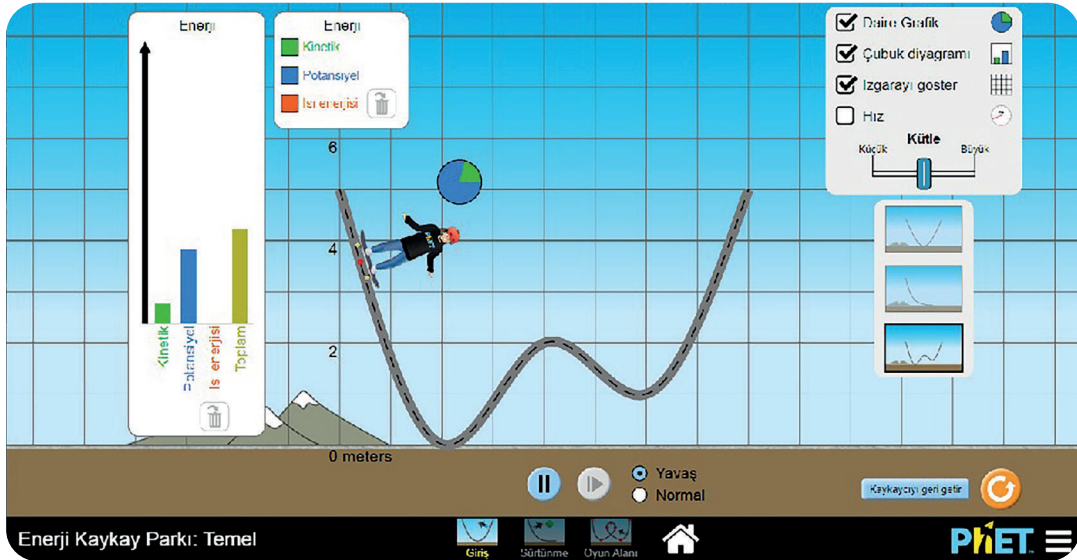 Enerji
Kinetik
Potansiyel
Isı enerjisi
Toplam
Enerji
Kinetik
Potansiyel
Isı enerjisi
Daire Grafik
Çubuk diyagramı
Izgarayı göster
Hız
Kütle
Küçük
Büyük
6
4
2
0 meters
PhET
Yavaş
Normal
Kaykaycıyı geri getir
Enerji Kaykay Parkı: Temel
Giriş
Sürtünme
Oyun Alanı
PhET